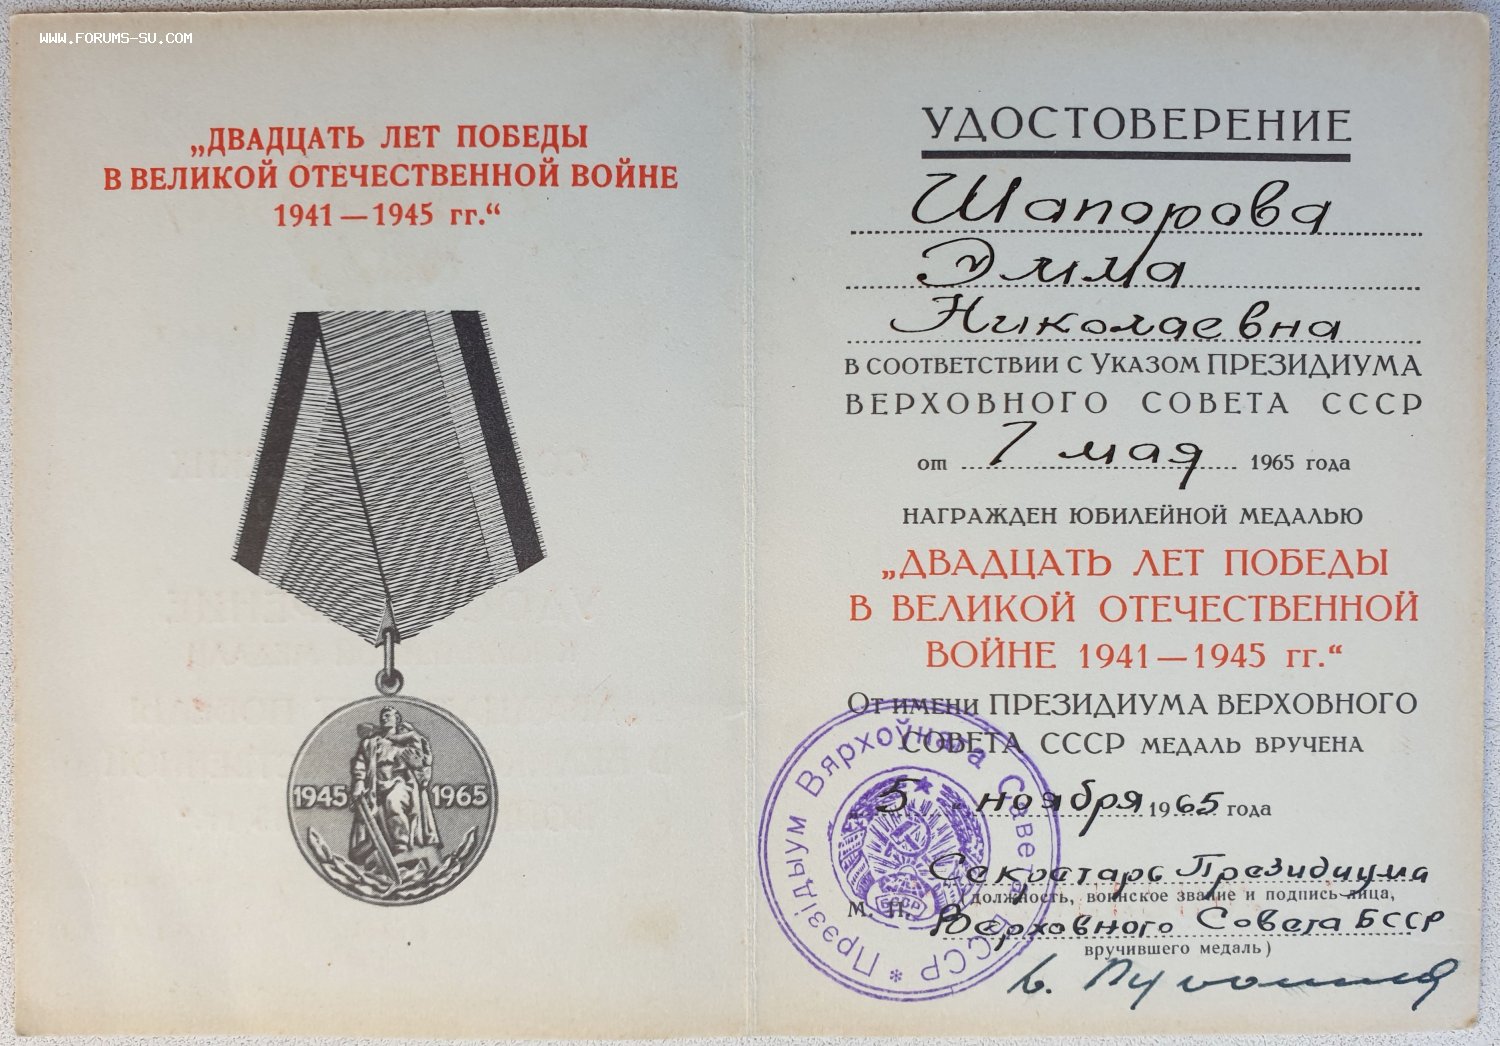 WWW.FORUMS-SU.COM
„ДВАДЦАТЬ ЛЕТ ПОБЕДЫ
В ВЕЛИКОЙ ОТЕЧЕСТВЕННОЙ ВОЙНЕ
1941—1945 гг.“
1945 1965
УДОСТОВЕРЕНИЕ
Шапорова
Эмма
Николаевна
В СООТВЕТСТВИИ С УКАЗОМ ПРЕЗИДИУМА
ВЕРХОВНОГО СОВЕТА СССР
от 7 мая 1965 года
НАГРАЖДЕН ЮБИЛЕЙНОЙ МЕДАЛЬЮ
„ДВАДЦАТЬ ЛЕТ ПОБЕДЫ
В ВЕЛИКОЙ ОТЕЧЕСТВЕННОЙ
ВОЙНЕ 1941—1945 гг.“
ОТ ИМЕНИ ПРЕЗИДИУМА ВЕРХОВНОГО
СОВЕТА СССР МЕДАЛЬ ВРУЧЕНА
„5“ ноября 1965 года
Секретарь Президиума
(должность, воинское звание и подпись лица,
М. П.
Верховного Совета БССР
вручившего медаль)
Прэзідыум Вярхоўнага Савета БССР *
БССР